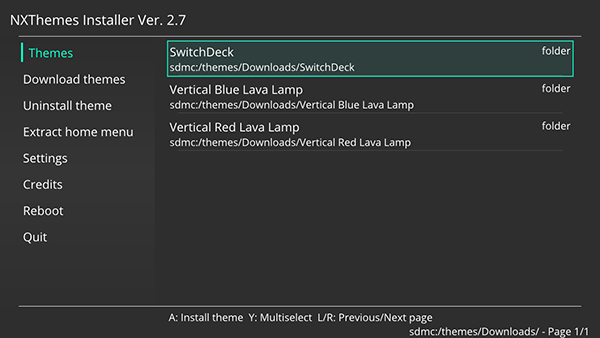 NXThemes Installer Ver. 2.7
Themes
Download themes
Uninstall theme
Extract home menu
Settings
Credits
Reboot
Quit
SwitchDeck folder
sdmc:/themes/Downloads/SwitchDeck
Vertical Blue Lava Lamp folder
sdmc:/themes/Downloads/Vertical Blue Lava Lamp
Vertical Red Lava Lamp folder
sdmc:/themes/Downloads/Vertical Red Lava Lamp
A: Install theme Y: Multiselect L/R: Previous/Next page
sdmc:/themes/Downloads/ - Page 1/1